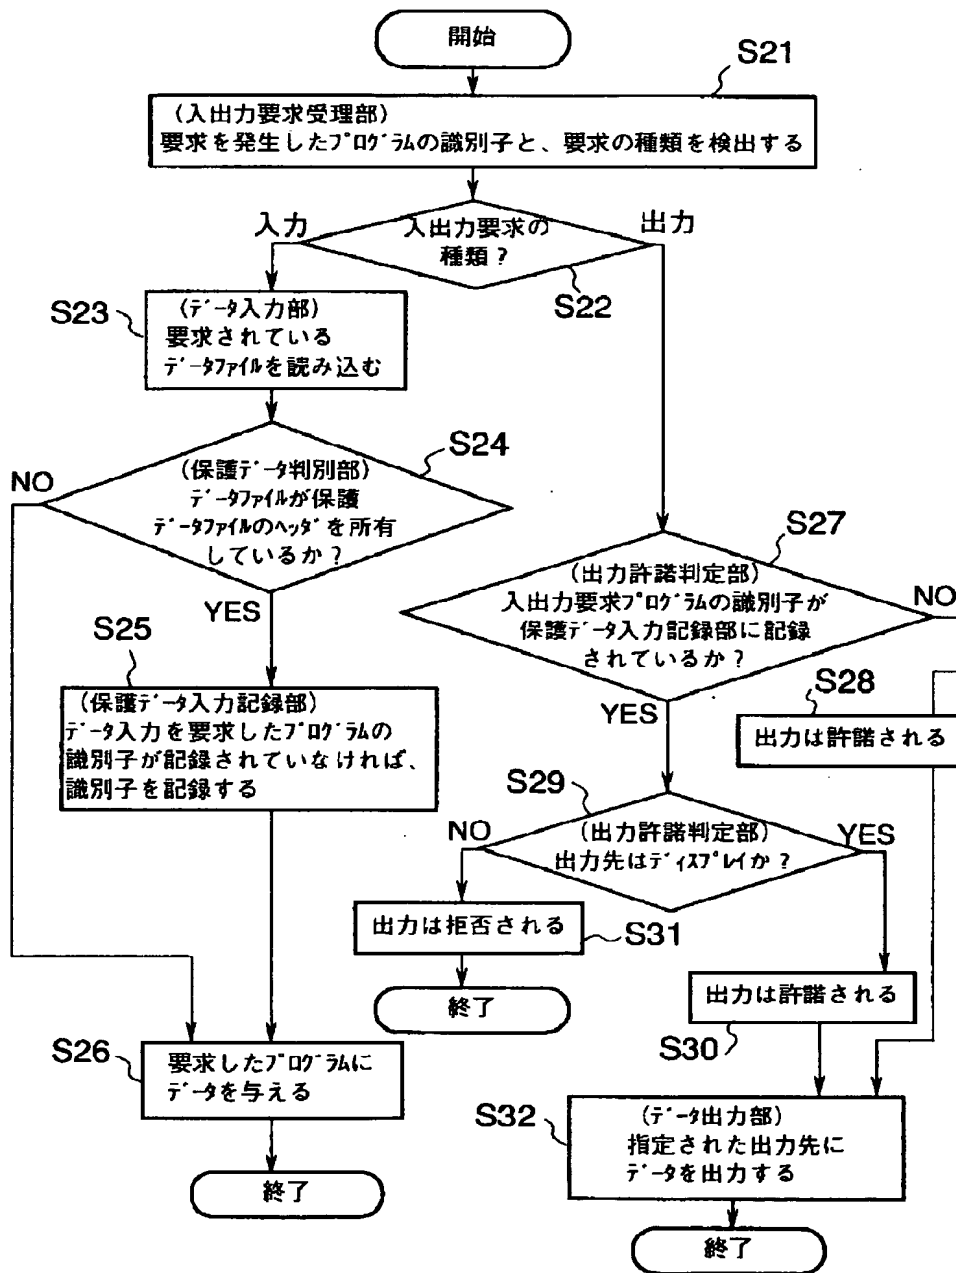 開始
S21
(入出力要求受理部)
要求を発生したプログラムの識別子と、要求の種類を検出する
入力
出力
入出力要求の
種類?
S22
S23
(データ入力部)
要求されている
データファイルを読み込む
S24
NO
(保護データ判別部)
データファイルが保護
データファイルのヘッダを所有
しているか?
YES
S27
(出力許諾判定部)
入出力要求プログラムの識別子が
保護データ入力記録部に記録
されているか?
NO
YES
S25
(保護データ入力記録部)
データ入力を要求したプログラムの
識別子が記録されていなければ、
識別子を記録する
S28
出力は許諾される
S29
NO
(出力許諾判定部)
出力先はディスプレイか?
YES
出力は拒否される
S31
終了
出力は許諾される
S30
S26
要求したプログラムに
データを与える
終了
S32
(データ出力部)
指定された出力先に
データを出力する
終了